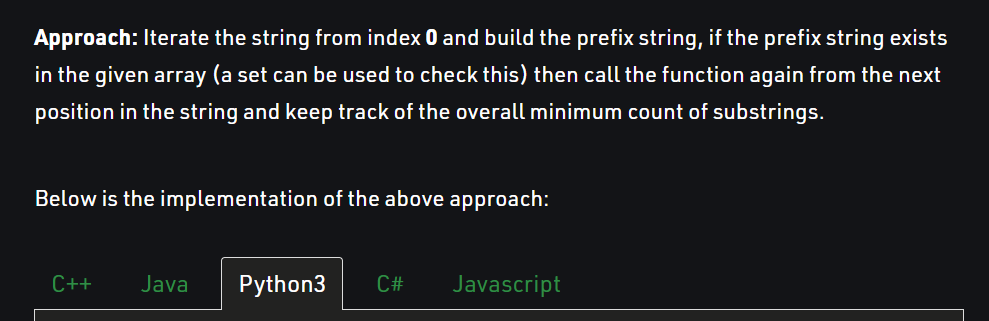 Approach: Iterate the string from index 0 and build the prefix string, if the prefix string exists
in the given array (a set can be used to check this) then call the function again from the next
position in the string and keep track of the overall minimum count of substrings.
Below is the implementation of the above approach:
C++ Java Python3 C# Javascript